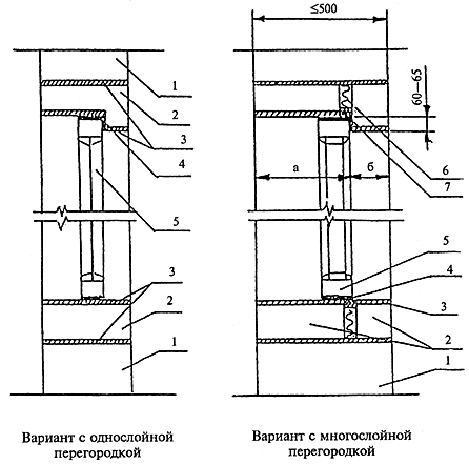 ≤500
60—65
1
2
3
4
5
3
2
1
а
б
6
7
5
4
3
2
1
Вариант с однослойной
перегородкой
Вариант с многослойной
перегородкой